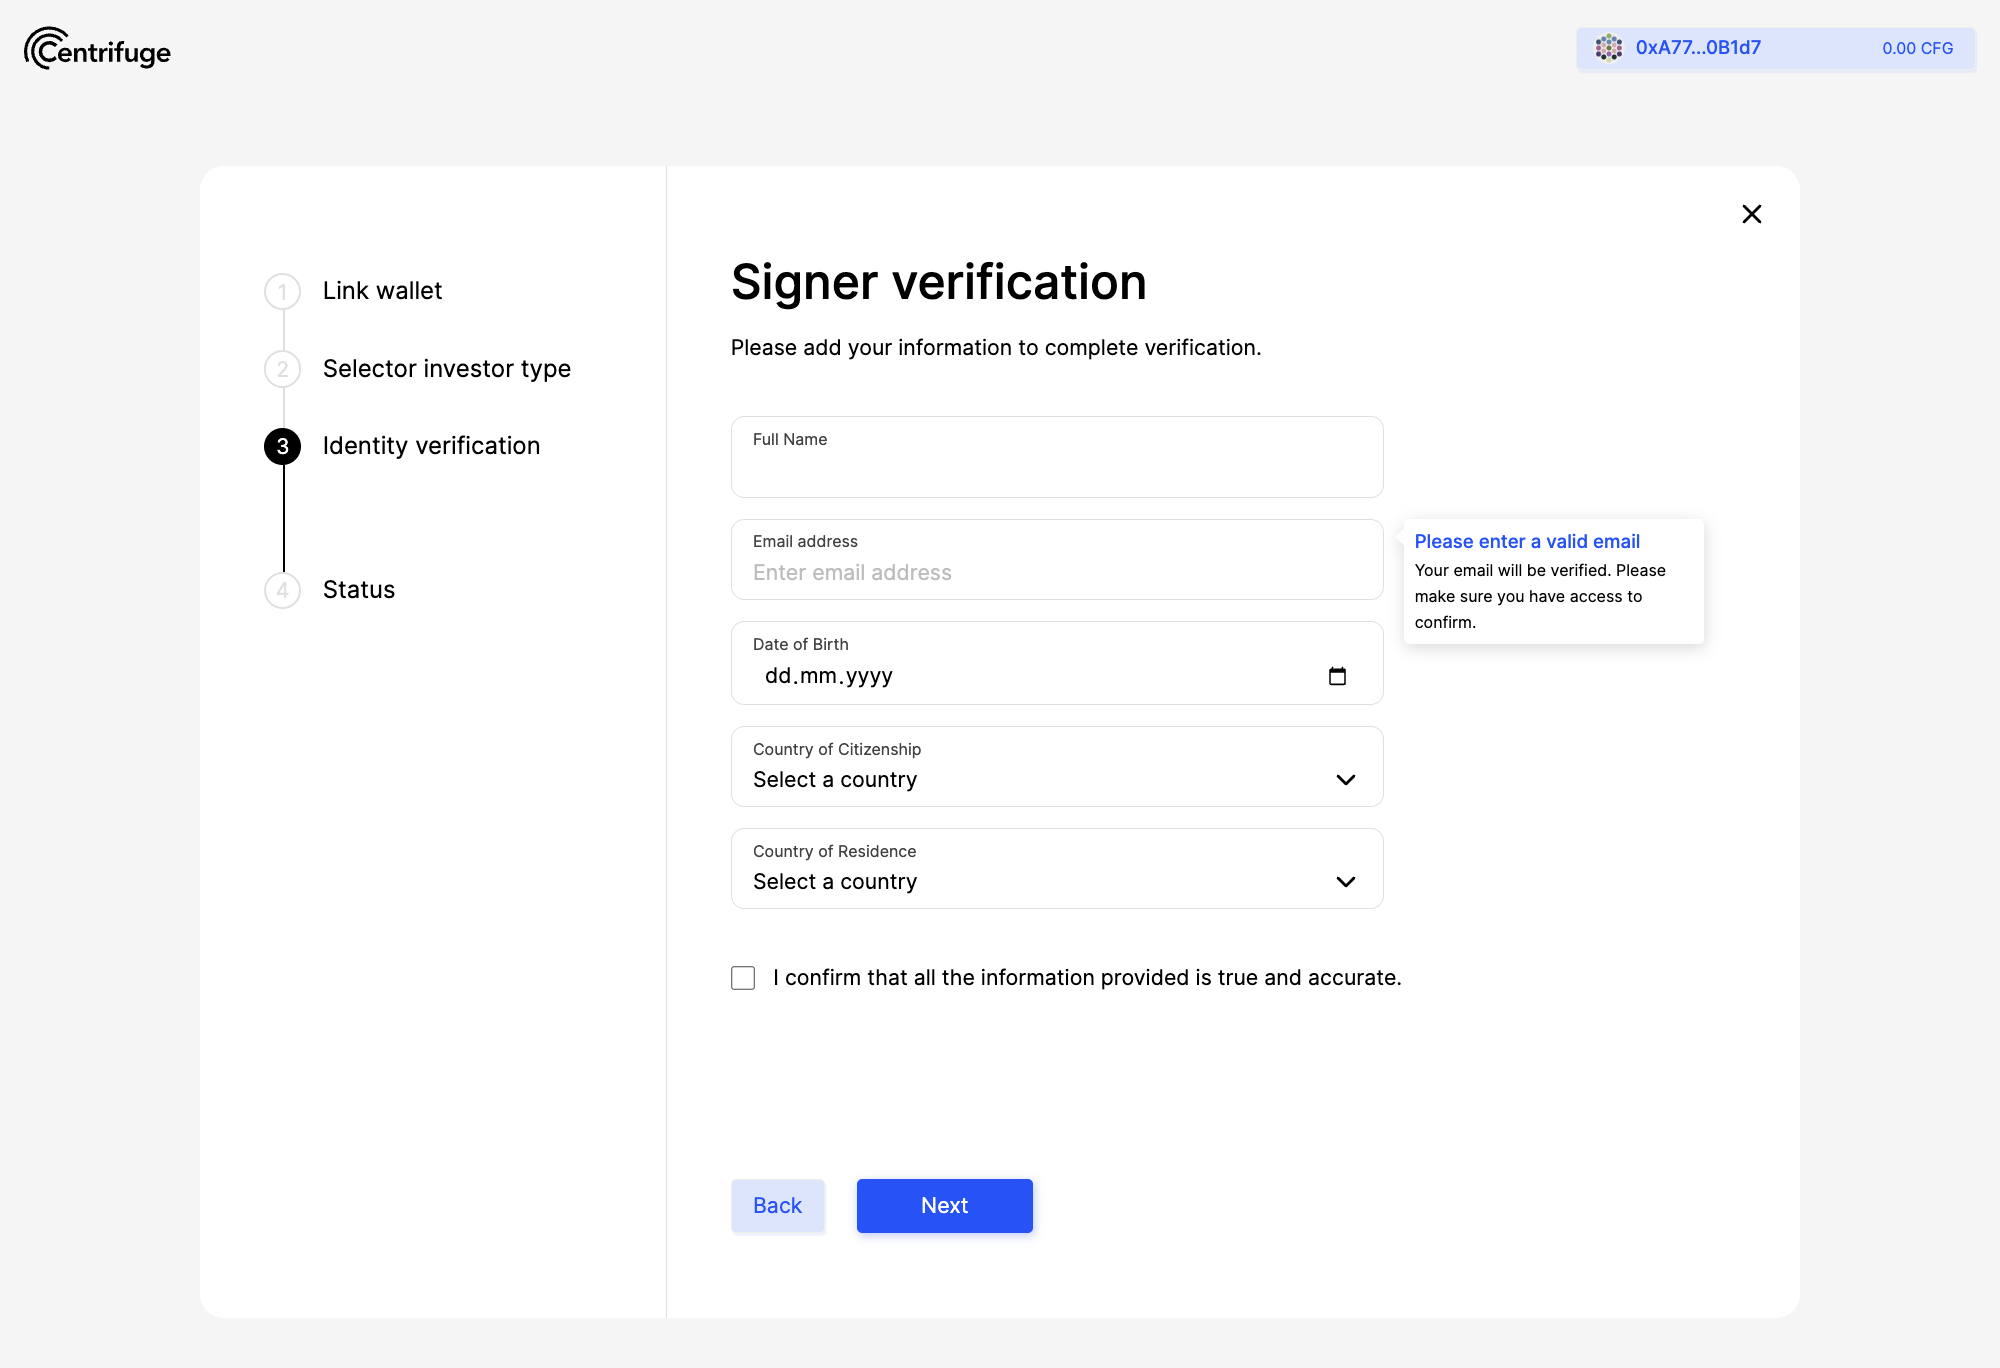 Centrifuge
0xA77...0B1d7
0.00 CFG
1 Link wallet
2 Selector investor type
3 Identity verification
4 Status
Signer verification
Please add your information to complete verification.
Full Name
Email address
Enter email address
Please enter a valid email
Your email will be verified. Please
make sure you have access to
confirm.
Date of Birth
dd.mm.yyyy
Country of Citizenship
Select a country
Country of Residence
Select a country
I confirm that all the information provided is true and accurate.
Back
Next